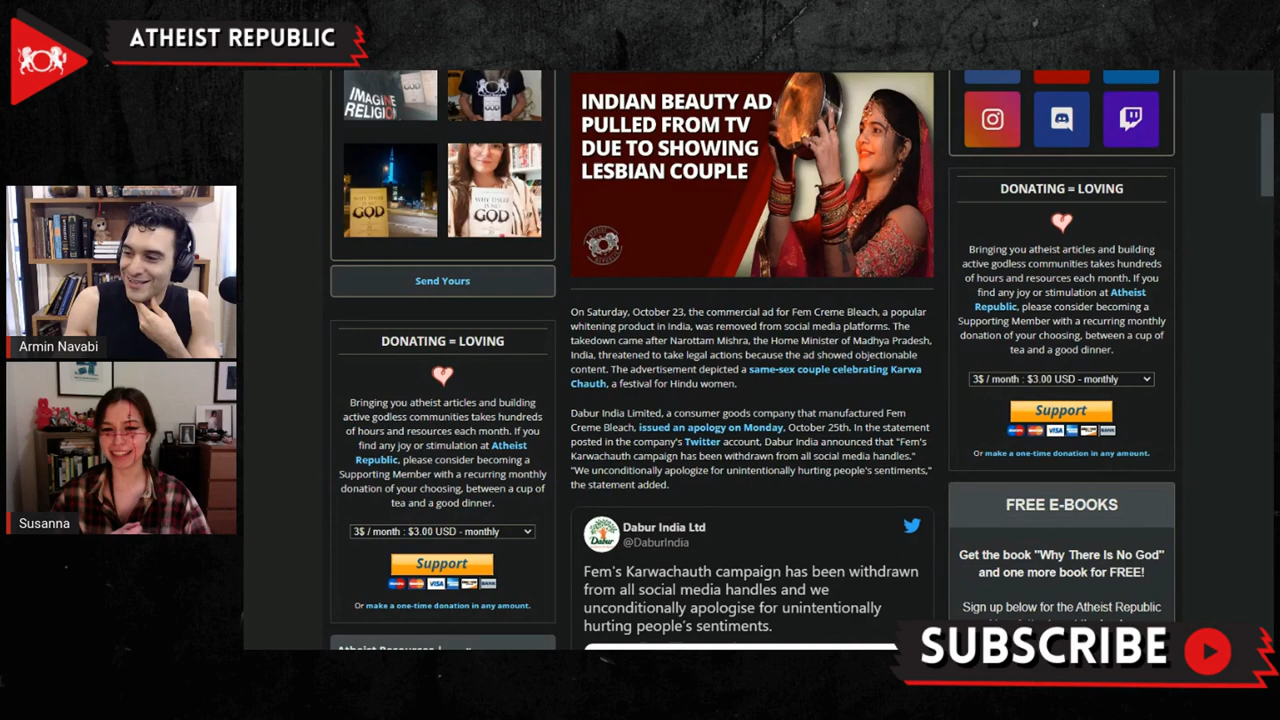 ATHEIST REPUBLIC
Armin Navabi
Susanna
IMAGINE
RELIGION
GOD
WHY THERE
IS NO
GOD
Send Yours
DONATING = LOVING
Bringing you atheist articles and building
active godless communities takes hundreds
of hours and resources each month. If you
find any joy or stimulation at Atheist
Republic, please consider becoming a
Supporting Member with a recurring monthly
donation of your choosing, between a cup of
tea and a good dinner.
3$ / month : $3.00 USD - monthly
Support
VISA
BANK
Or make a one-time donation in any amount.
INDIAN BEAUTY AD
PULLED FROM TV
DUE TO SHOWING
LESBIAN COUPLE
On Saturday, October 23, the commercial ad for Fem Creme Bleach, a popular
whitening product in India, was removed from social media platforms. The
takedown came after Narottam Mishra, the Home Minister of Madhya Pradesh,
India, threatened to take legal actions because the ad showed objectionable
content. The advertisement depicted a same-sex couple celebrating Karwa
Chauth, a festival for Hindu women.
Dabur India Limited, a consumer goods company that manufactured Fem
Creme Bleach, issued an apology on Monday, October 25th. In the statement
posted in the company's Twitter account, Dabur India announced that "Fem's
Karwachauth campaign has been withdrawn from all social media handles."
"We unconditionally apologize for unintentionally hurting people's sentiments,"
the statement added.
Dabur India Ltd
@DaburIndia
Fem's Karwachauth campaign has been withdrawn
from all social media handles and we
unconditionally apologise for unintentionally
hurting people's sentiments.
DONATING = LOVING
Bringing you atheist articles and building
active godless communities takes hundreds
of hours and resources each month. If you
find any joy or stimulation at Atheist
Republic, please consider becoming a
Supporting Member with a recurring monthly
donation of your choosing, between a cup of
tea and a good dinner.
3$ / month : $3.00 USD - monthly
Support
VISA
BANK
Or make a one-time donation in any amount.
FREE E-BOOKS
Get the book "Why There Is No God"
and one more book for FREE!
Sign up below for the Atheist Republic
SUBSCRIBE